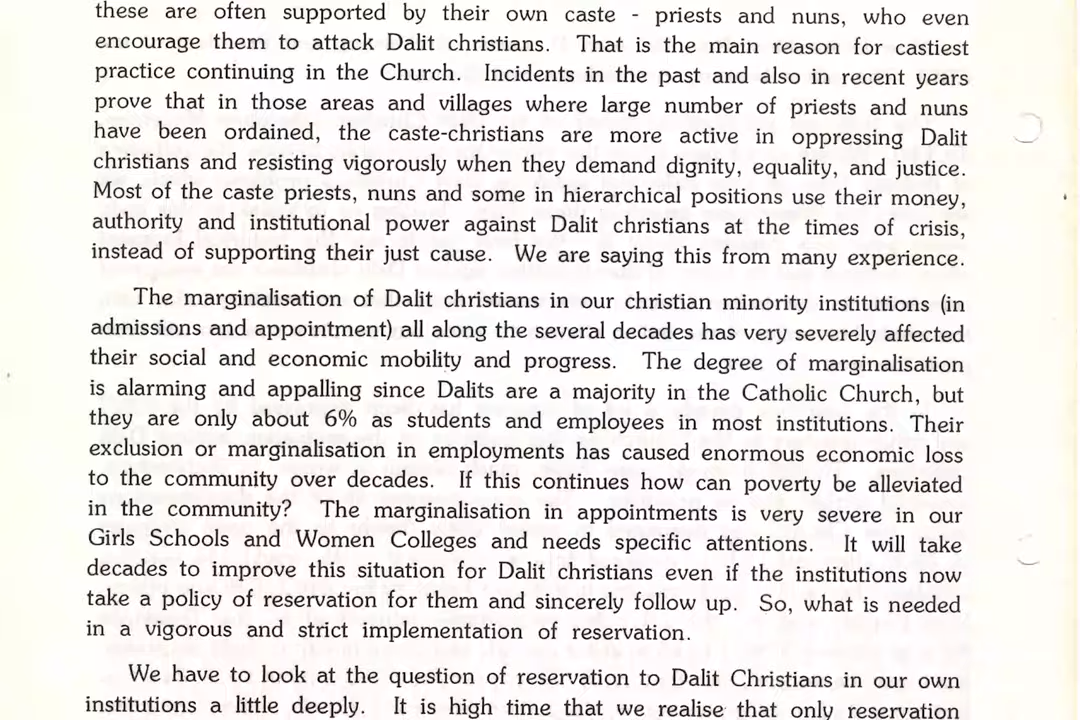 these are often supported by their own caste - priests and nuns, who even
encourage them to attack Dalit christians. That is the main reason for castiest
practice continuing in the Church. Incidents in the past and also in recent years
prove that in those areas and villages where large number of priests and nuns
have been ordained, the caste-christians are more active in oppressing Dalit
christians and resisting vigorously when they demand dignity, equality, and justice.
Most of the caste priests, nuns and some in hierarchical positions use their money,
authority and institutional power against Dalit christians at the times of crisis,
instead of supporting their just cause. We are saying this from many experience.
The marginalisation of Dalit christians in our christian minority institutions (in
admissions and appointment) all along the several decades has very severely affected
their social and economic mobility and progress. The degree of marginalisation
is alarming and appalling since Dalits are a majority in the Catholic Church, but
they are only about 6% as students and employees in most institutions. Their
exclusion or marginalisation in employments has caused enormous economic loss
to the community over decades. If this continues how can poverty be alleviated
in the community? The marginalisation in appointments is very severe in our
Girls Schools and Women Colleges and needs specific attentions. It will take
decades to improve this situation for Dalit christians even if the institutions now
take a policy of reservation for them and sincerely follow up. So, what is needed
in a vigorous and strict implementation of reservation.
We have to look at the question of reservation to Dalit Christians in our own
institutions a little deeply. It is high time that we realise that only reservation